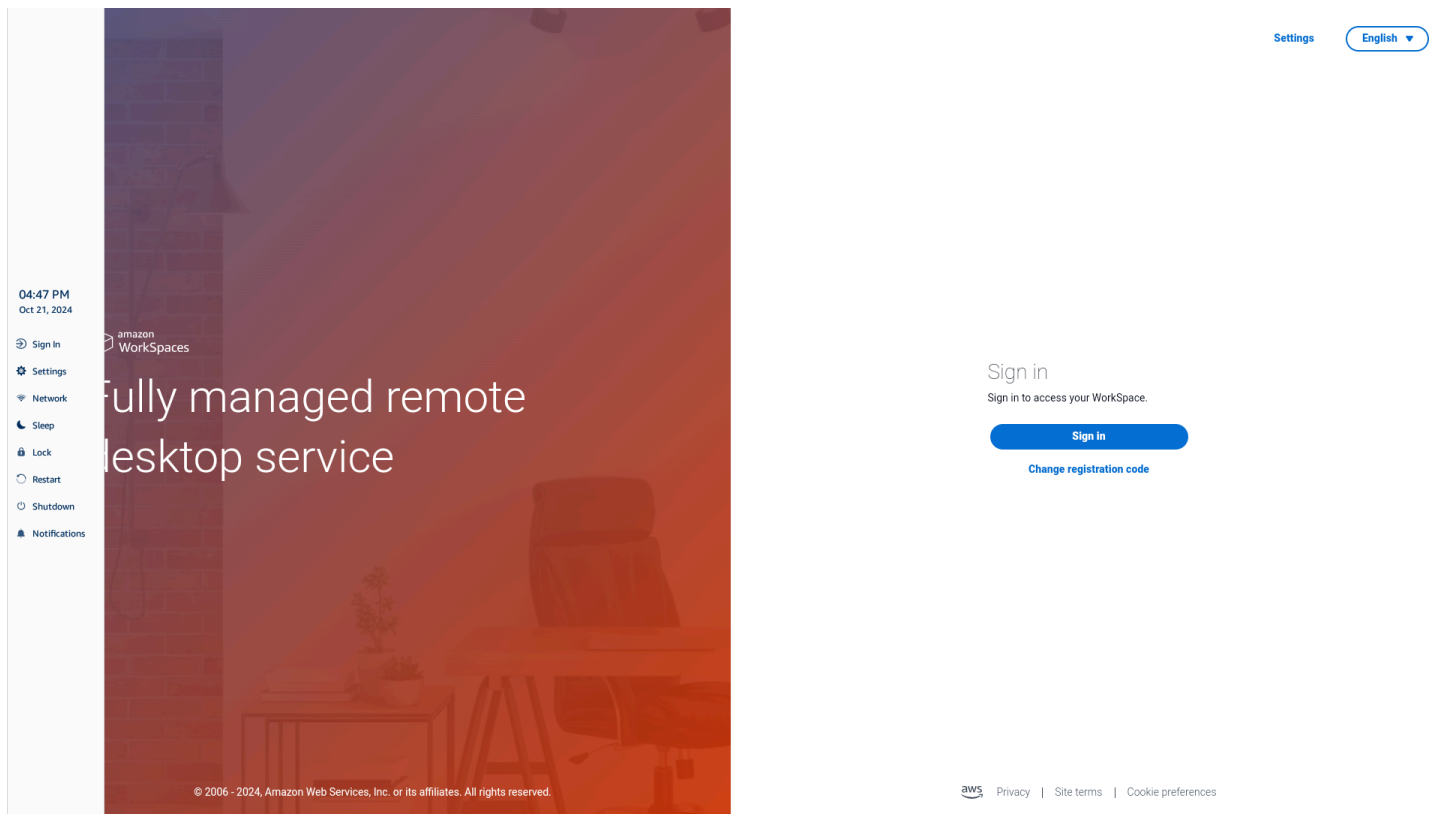 04:47 PM
Oct 21, 2024
Sign In
Settings
Network
Sleep
Lock
Restart
Shutdown
Notifications
amazon
WorkSpaces
Fully managed remote
desktop service
© 2006 - 2024, Amazon Web Services, Inc. or its affiliates. All rights reserved.
Settings
English
Sign in
Sign in to access your WorkSpace.
Sign in
Change registration code
aws Privacy | Site terms | Cookie preferences